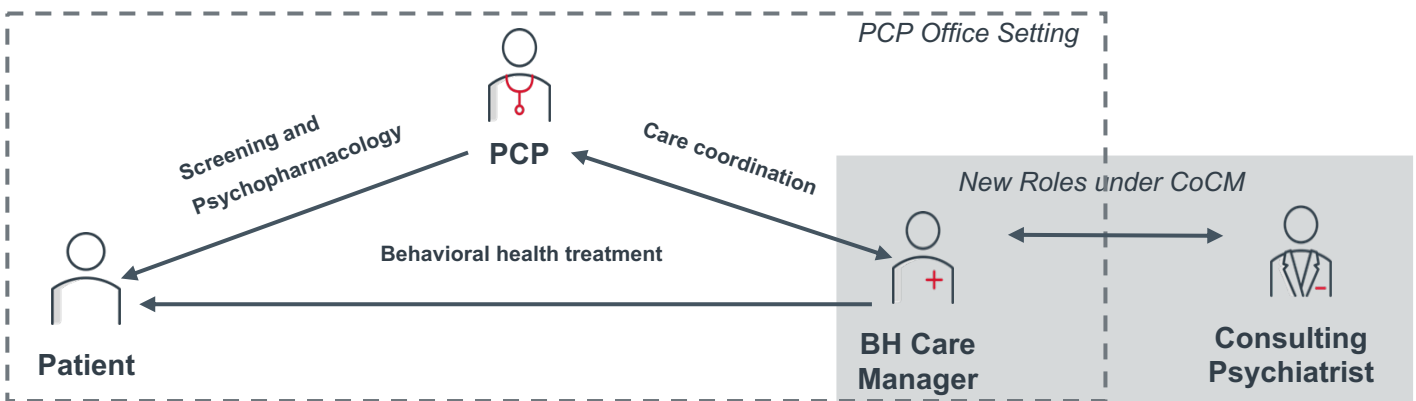 PCP Office Setting
Screening and
Psychopharmacology
PCP
Care coordination
New Roles under CoCM
Behavioral health treatment
Patient
BH Care
Manager
Consulting
Psychiatrist